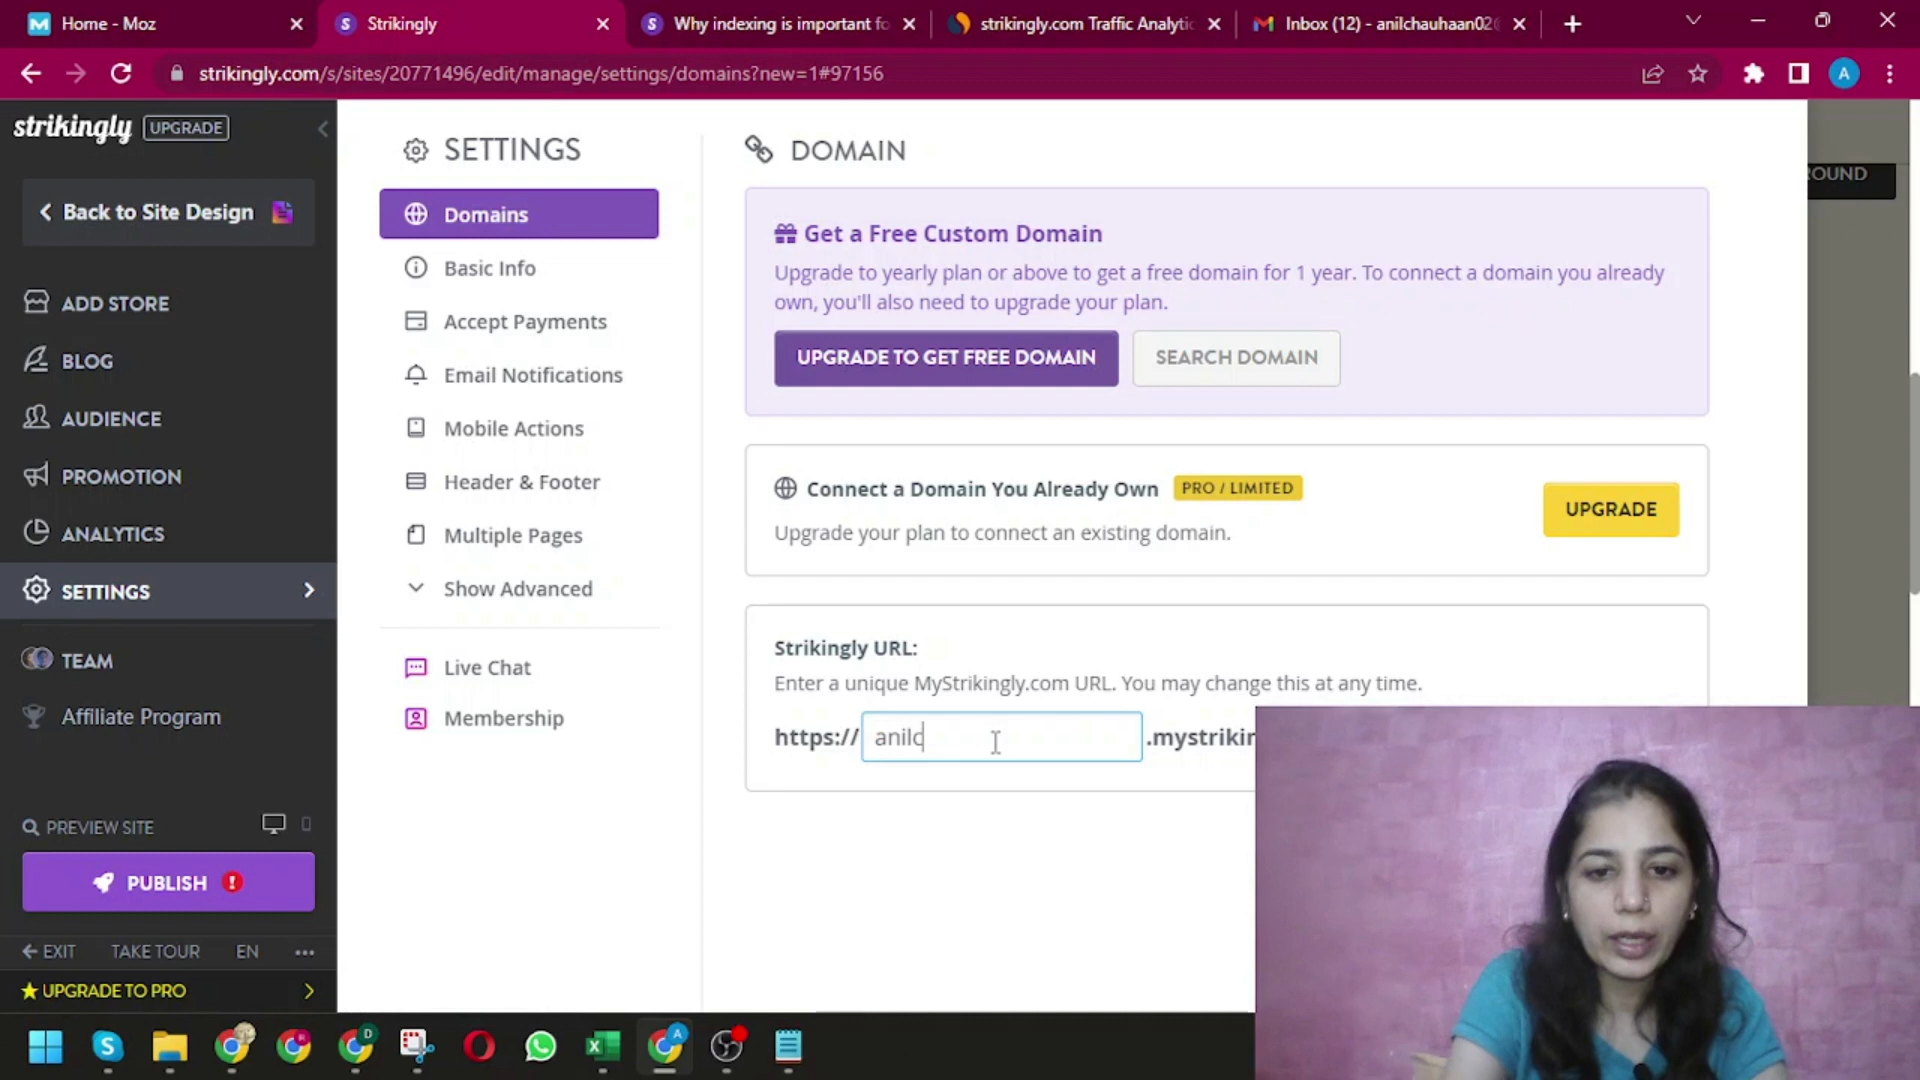 Home - Moz
Strikingly
Why indexing is important fo
strikingly.com Traffic Analytic
Inbox (12) - anilchauhaan02
strikingly.com/s/sites/20771496/edit/manage/settings/domains?new=1#97156
A
strikingly UPGRADE
Back to Site Design
ADD STORE
BLOG
AUDIENCE
PROMOTION
ANALYTICS
SETTINGS
TEAM
Affiliate Program
PREVIEW SITE
PUBLISH
EXIT TAKE TOUR EN
UPGRADE TO PRO
SETTINGS
Domains
Basic Info
Accept Payments
Email Notifications
Mobile Actions
Header & Footer
Multiple Pages
Show Advanced
Live Chat
Membership
DOMAIN
Get a Free Custom Domain
Upgrade to yearly plan or above to get a free domain for 1 year. To connect a domain you already
own, you'll also need to upgrade your plan.
UPGRADE TO GET FREE DOMAIN SEARCH DOMAIN
Connect a Domain You Already Own PRO / LIMITED
Upgrade your plan to connect an existing domain.
UPGRADE
Strikingly URL:
Enter a unique MyStrikingly.com URL. You may change this at any time.
https:// anilc .mystrikin
OUND